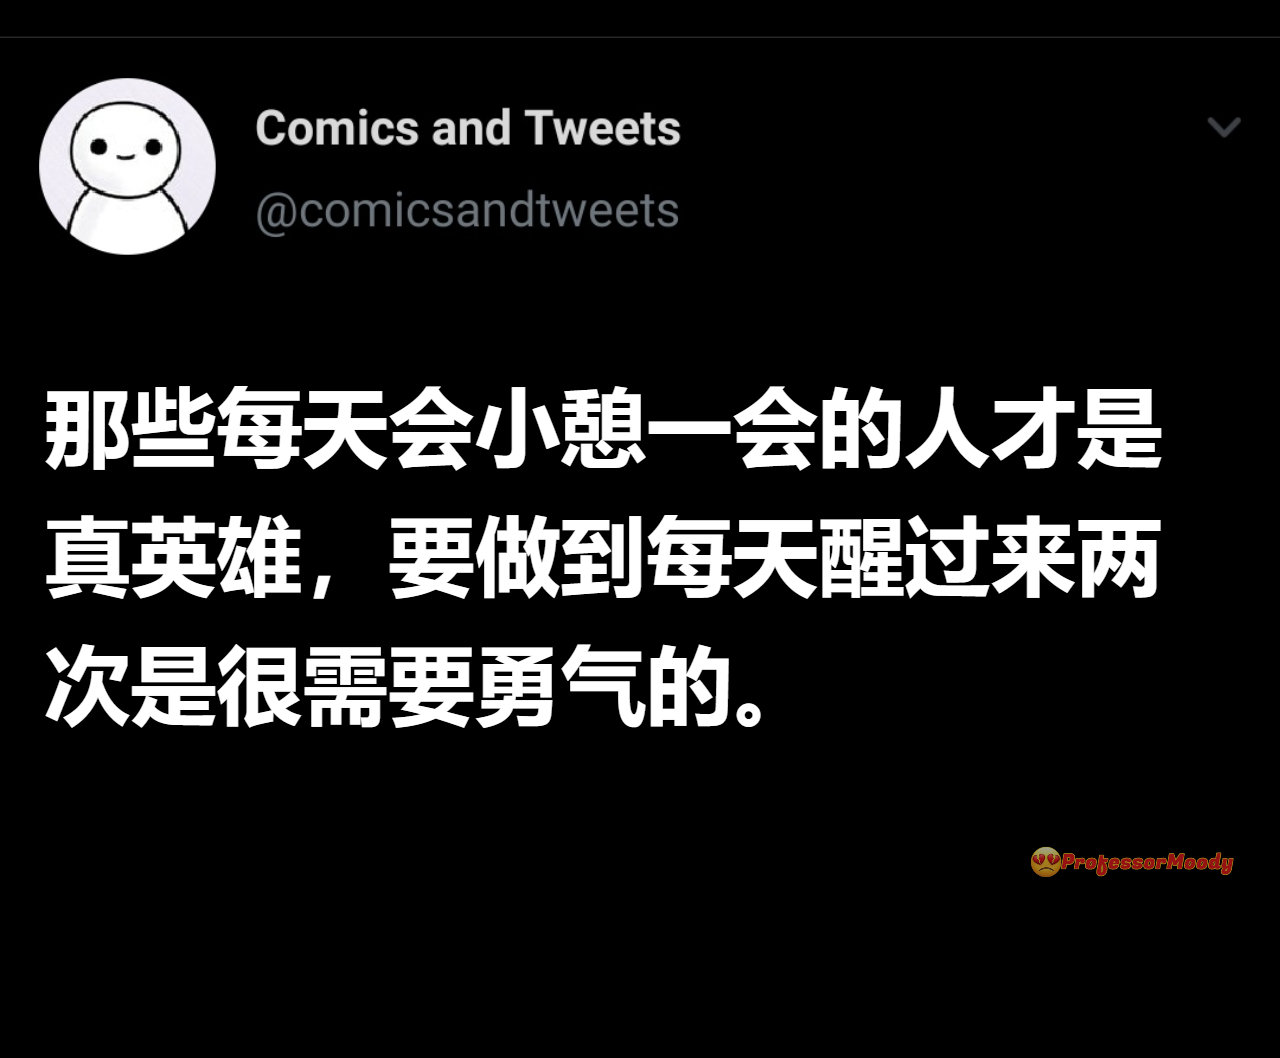 Comics and Tweets
@comicsandtweets
那些每天会小憩一会的人才是
真英雄，要做到每天醒过来两
次是很需要勇气的。
ProfessorMoody